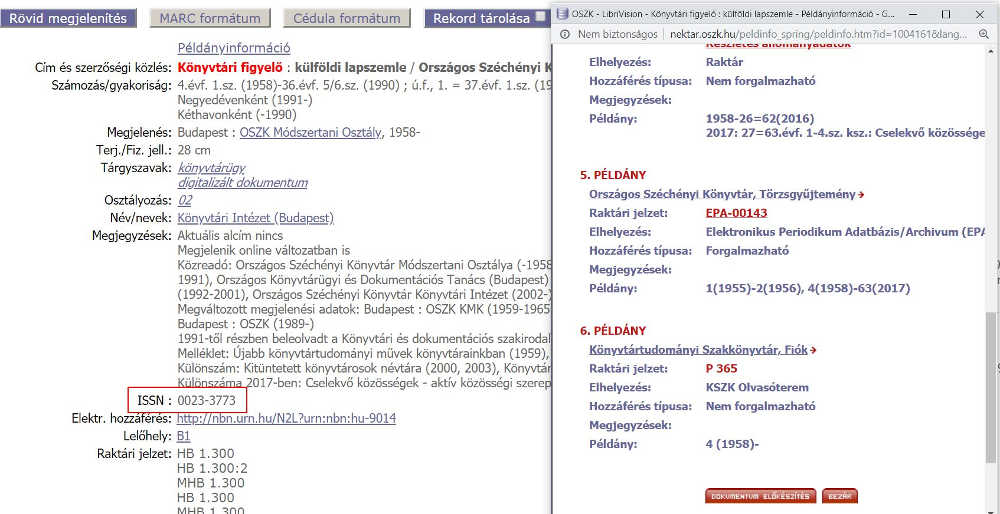 Rövid megjelenítés MARC formátum Cédula formátum Rekord tárolása
Példányinformáció
Cím és szerzőségi közlés: Könyvtári figyelő : külföldi lapszemle / Országos Széchényi
Számozás/gyakoriság: 4.évf. 1.sz. (1958)-36.évf. 5/6.sz. (1990) ; ú.f., 1. = 37.évf. 1.sz.
Negyedévenként (1991-)
Kéthavonként (-1990)
Megjelenés: Budapest : OSZK Módszertani Osztály, 1958-
Terj./Fiz. jell.: 28 cm
Tárgyszavak: könyvtárügy
digitalizált dokumentum
Osztályozás: 02
Név/nevek: Könyvtári Intézet (Budapest)
Megjegyzések: Aktuális alcím nincs
Megjelenik online változatban is
Közreadó: Országos Széchényi Könyvtár Módszertani Osztálya (-1958
1991), Országos Könyvtárügyi és Dokumentációs Tanács (Budapest)
(1992-2001), Országos Széchényi Könyvtár Könyvtári Intézet (2002-)
Megváltozott megjelenési adatok: Budapest : OSZK KMK (1959-1965
Budapest : OSZK (1989-)
1991-től részben beleolvadt a Könyvtári és dokumentációs szakirodal
Melléklet: Újabb könyvtártudományi művek könyvtárainkban (1959),
Különszám: Kitüntetett könyvtárosok névtára (2000, 2003), Könyvtár
Különszáma 2017-ben: Cselekvő közösségek - aktív közösségi szerep
ISSN : 0023-3773
Elektr. hozzáférés: http://nbn.urn.hu/N2L?urn:nbn:hu-9014
Lelőhely: B1
Raktári jelzet: HB 1.300
HB 1.300:2
MHB 1.300
HB 1.300
MHB 1.300
OSZK - LibriVision - Könyvtári figyelő : külföldi lapszemle - Példányinformáció - G...
Nem biztonságos | nektar.oszk.hu/peldinfo_spring/peldinfo.htm?id=1004161&lang...
Részletes állományadatok
Elhelyezés: Raktár
Hozzáférés típusa: Nem forgalmazható
Megjegyzések:
Példány: 1958-26=62(2016)
2017: 27=63.évf. 1-4.sz. ksz.: Cselekvő közössége
5. PÉLDÁNY
Országos Széchényi Könyvtár, Törzsgyűjtemény
Raktári jelzet: EPA-00143
Elhelyezés: Elektronikus Periodikum Adatbázis/Archivum (EPA
Hozzáférés típusa: Forgalmazható
Megjegyzések:
Példány: 1(1955)-2(1956), 4(1958)-63(2017)
6. PÉLDÁNY
Könyvtártudományi Szakkönyvtár, Fiók
Raktári jelzet: P 365
Elhelyezés: KSZK Olvasóterem
Hozzáférés típusa: Nem forgalmazható
Megjegyzések:
Példány: 4 (1958)-
DOKUMENTUM ELŐKÉSZÍTÉS BEZÁR